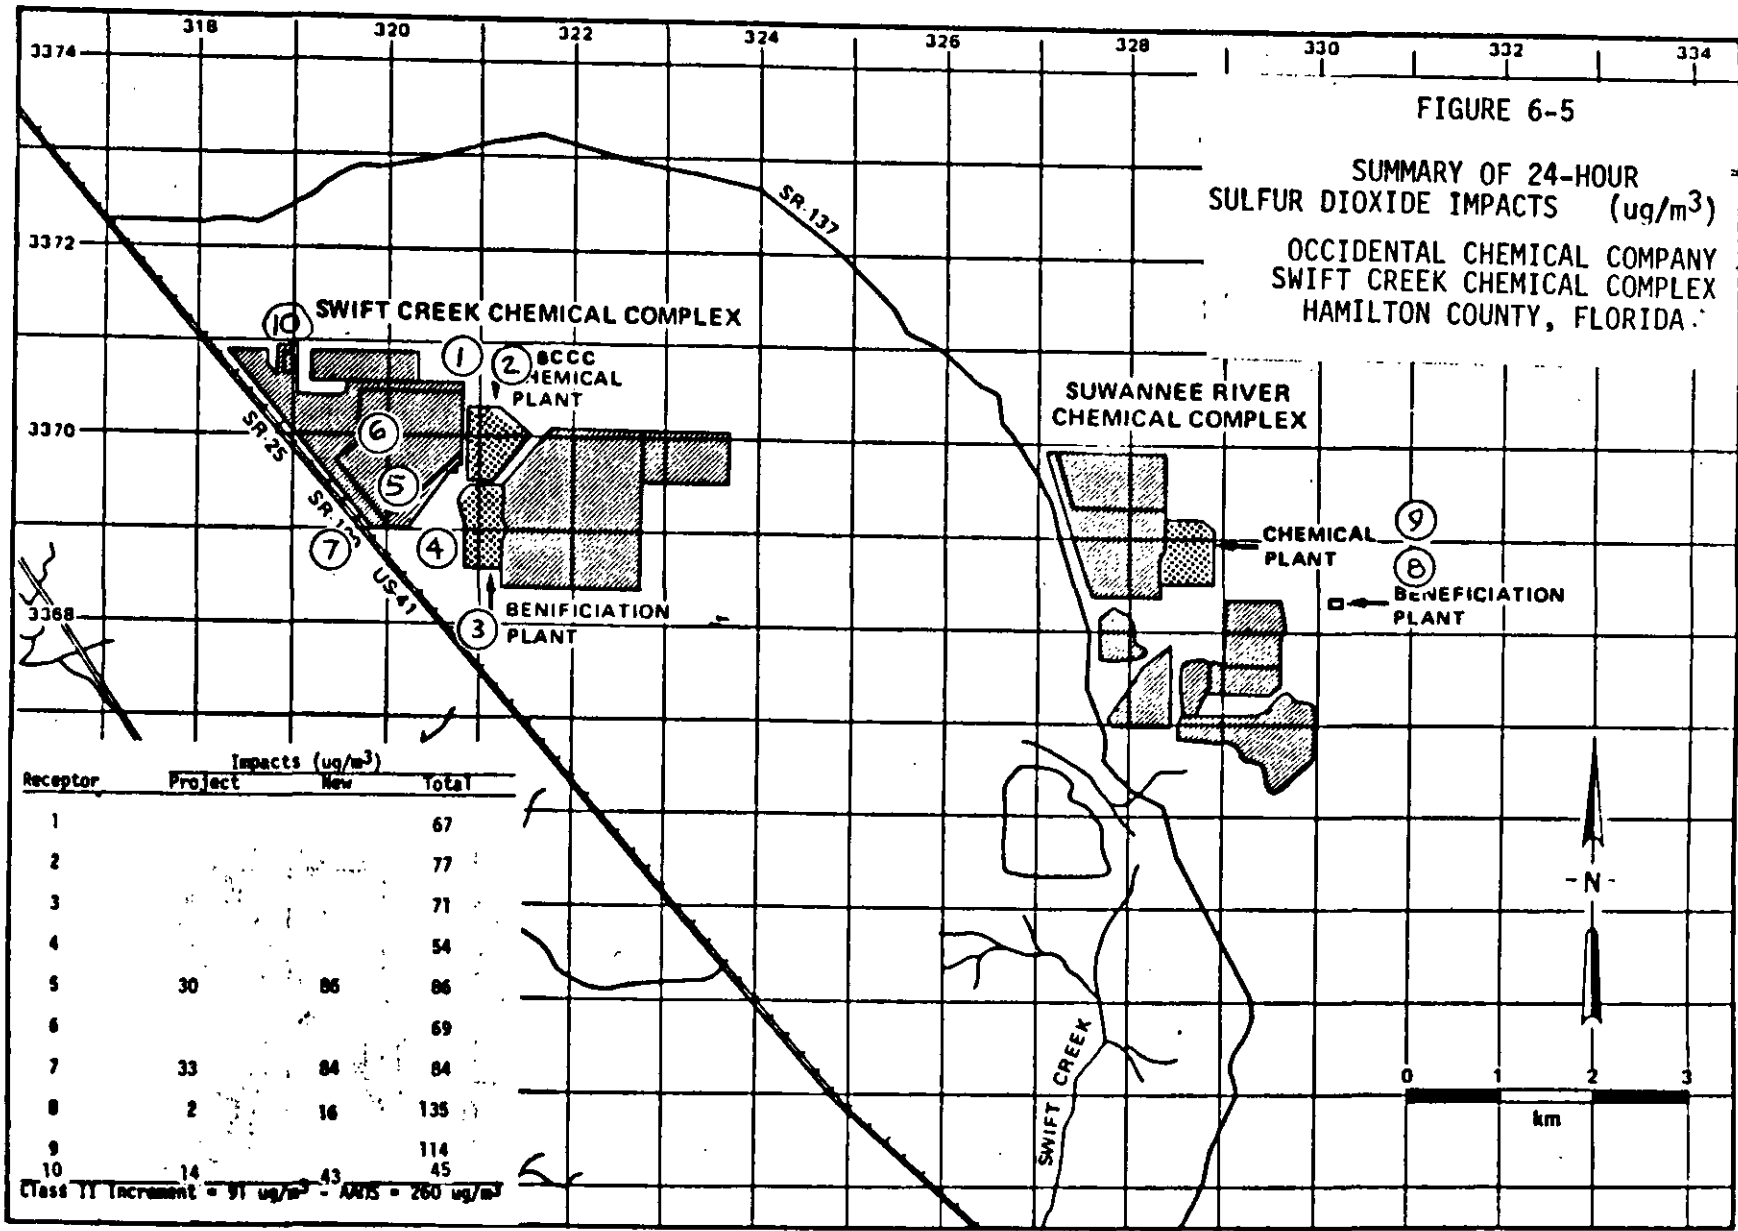 318 320 322 324 326 328 330 332 334
3374
3372
3370
3368
FIGURE 6-5
SUMMARY OF 24-HOUR
SULFUR DIOXIDE IMPACTS (ug/m³)
OCCIDENTAL CHEMICAL COMPANY
SWIFT CREEK CHEMICAL COMPLEX
HAMILTON COUNTY, FLORIDA
SR-137
10
SWIFT CREEK CHEMICAL COMPLEX
1
2
CHEMICAL
PLANT
6
5
7
4
SR-25
US-41
3
BENIFICIATION
PLANT
SUWANNEE RIVER
CHEMICAL COMPLEX
9
CHEMICAL
PLANT
8
BENEFICIATION
PLANT
SWIFT CREEK
- N -
0 1 2 3
km
Impacts (ug/m³)
Receptor Project New Total
1 67
2 77
3 71
4 54
5 30 86 86
6 69
7 33 84 84
8 2 16 135
9 114
10 14 43 45
Class II Increment = 91 ug/m³ - AAQS = 260 ug/m³